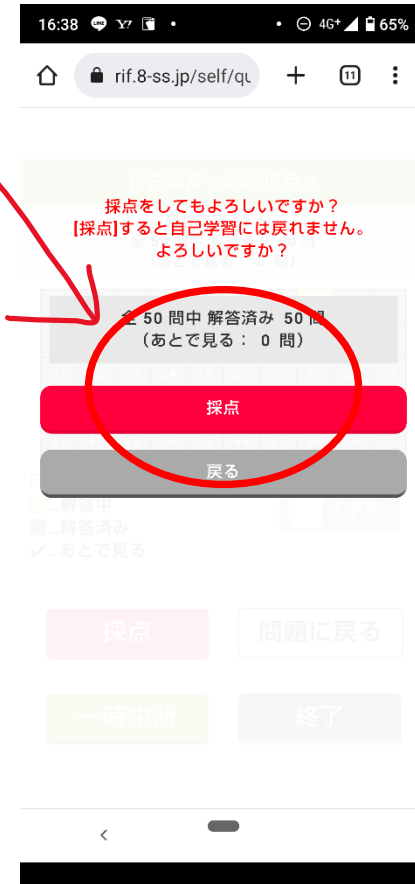 16:38 LINE Y! 4G+ 65%
rif.8-ss.jp/self/qu 11
採点をしてもよろしいですか？
[採点]すると自己学習には戻れません。
よろしいですか？
全 50 問中 解答済み 50 問
（あとで見る： 0 問）
採点
戻る
…解答中
…解答済み
✓…あとで見る
OFF
採点 問題に戻る
一時中断 終了